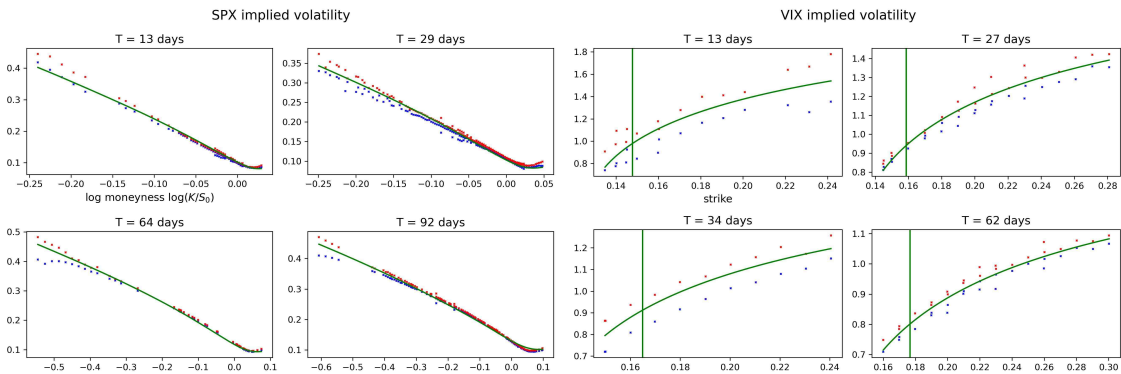 SPX implied volatility
VIX implied volatility
T = 13 days
0.4
0.3
0.2
0.1
−0.25 −0.20 −0.15 −0.10 −0.05 0.00
log moneyness log(K/S₀)
T = 29 days
0.35
0.30
0.25
0.20
0.15
0.10
−0.25 −0.20 −0.15 −0.10 −0.05 0.00 0.05
T = 13 days
1.8
1.6
1.4
1.2
1.0
0.8
0.14 0.16 0.18 0.20 0.22 0.24
strike
T = 27 days
1.4
1.3
1.2
1.1
1.0
0.9
0.8
0.14 0.16 0.18 0.20 0.22 0.24 0.26 0.28
T = 64 days
0.5
0.4
0.3
0.2
0.1
−0.5 −0.4 −0.3 −0.2 −0.1 0.0 0.1
T = 92 days
0.4
0.3
0.2
0.1
−0.6 −0.5 −0.4 −0.3 −0.2 −0.1 0.0 0.1
T = 34 days
1.2
1.1
1.0
0.9
0.8
0.7
0.16 0.18 0.20 0.22 0.24
T = 62 days
1.1
1.0
0.9
0.8
0.7
0.16 0.18 0.20 0.22 0.24 0.26 0.28 0.30